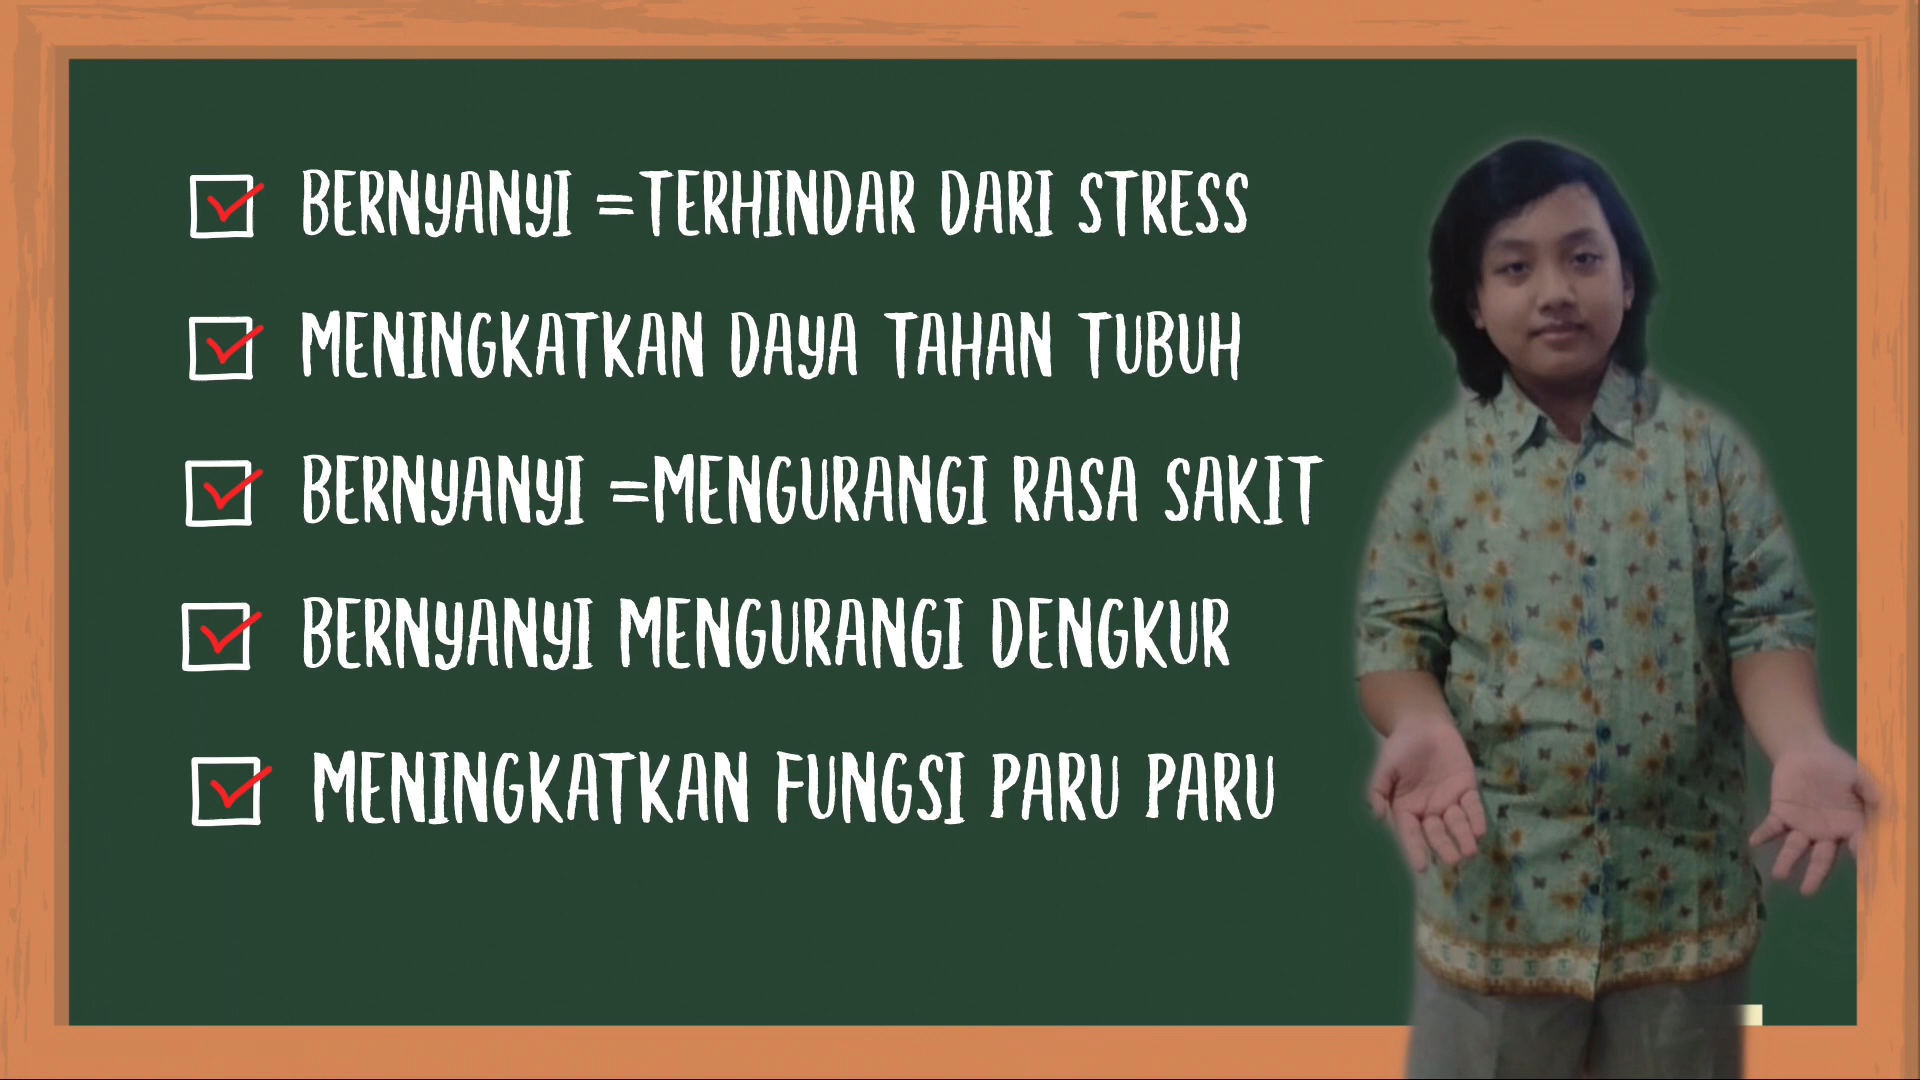 BERNYANYI =TERHINDAR DARI STRESS
MENINGKATKAN DAYA TAHAN TUBUH
BERNYANYI =MENGURANGI RASA SAKIT
BERNYANYI MENGURANGI DENGKUR
MENINGKATKAN FUNGSI PARU PARU